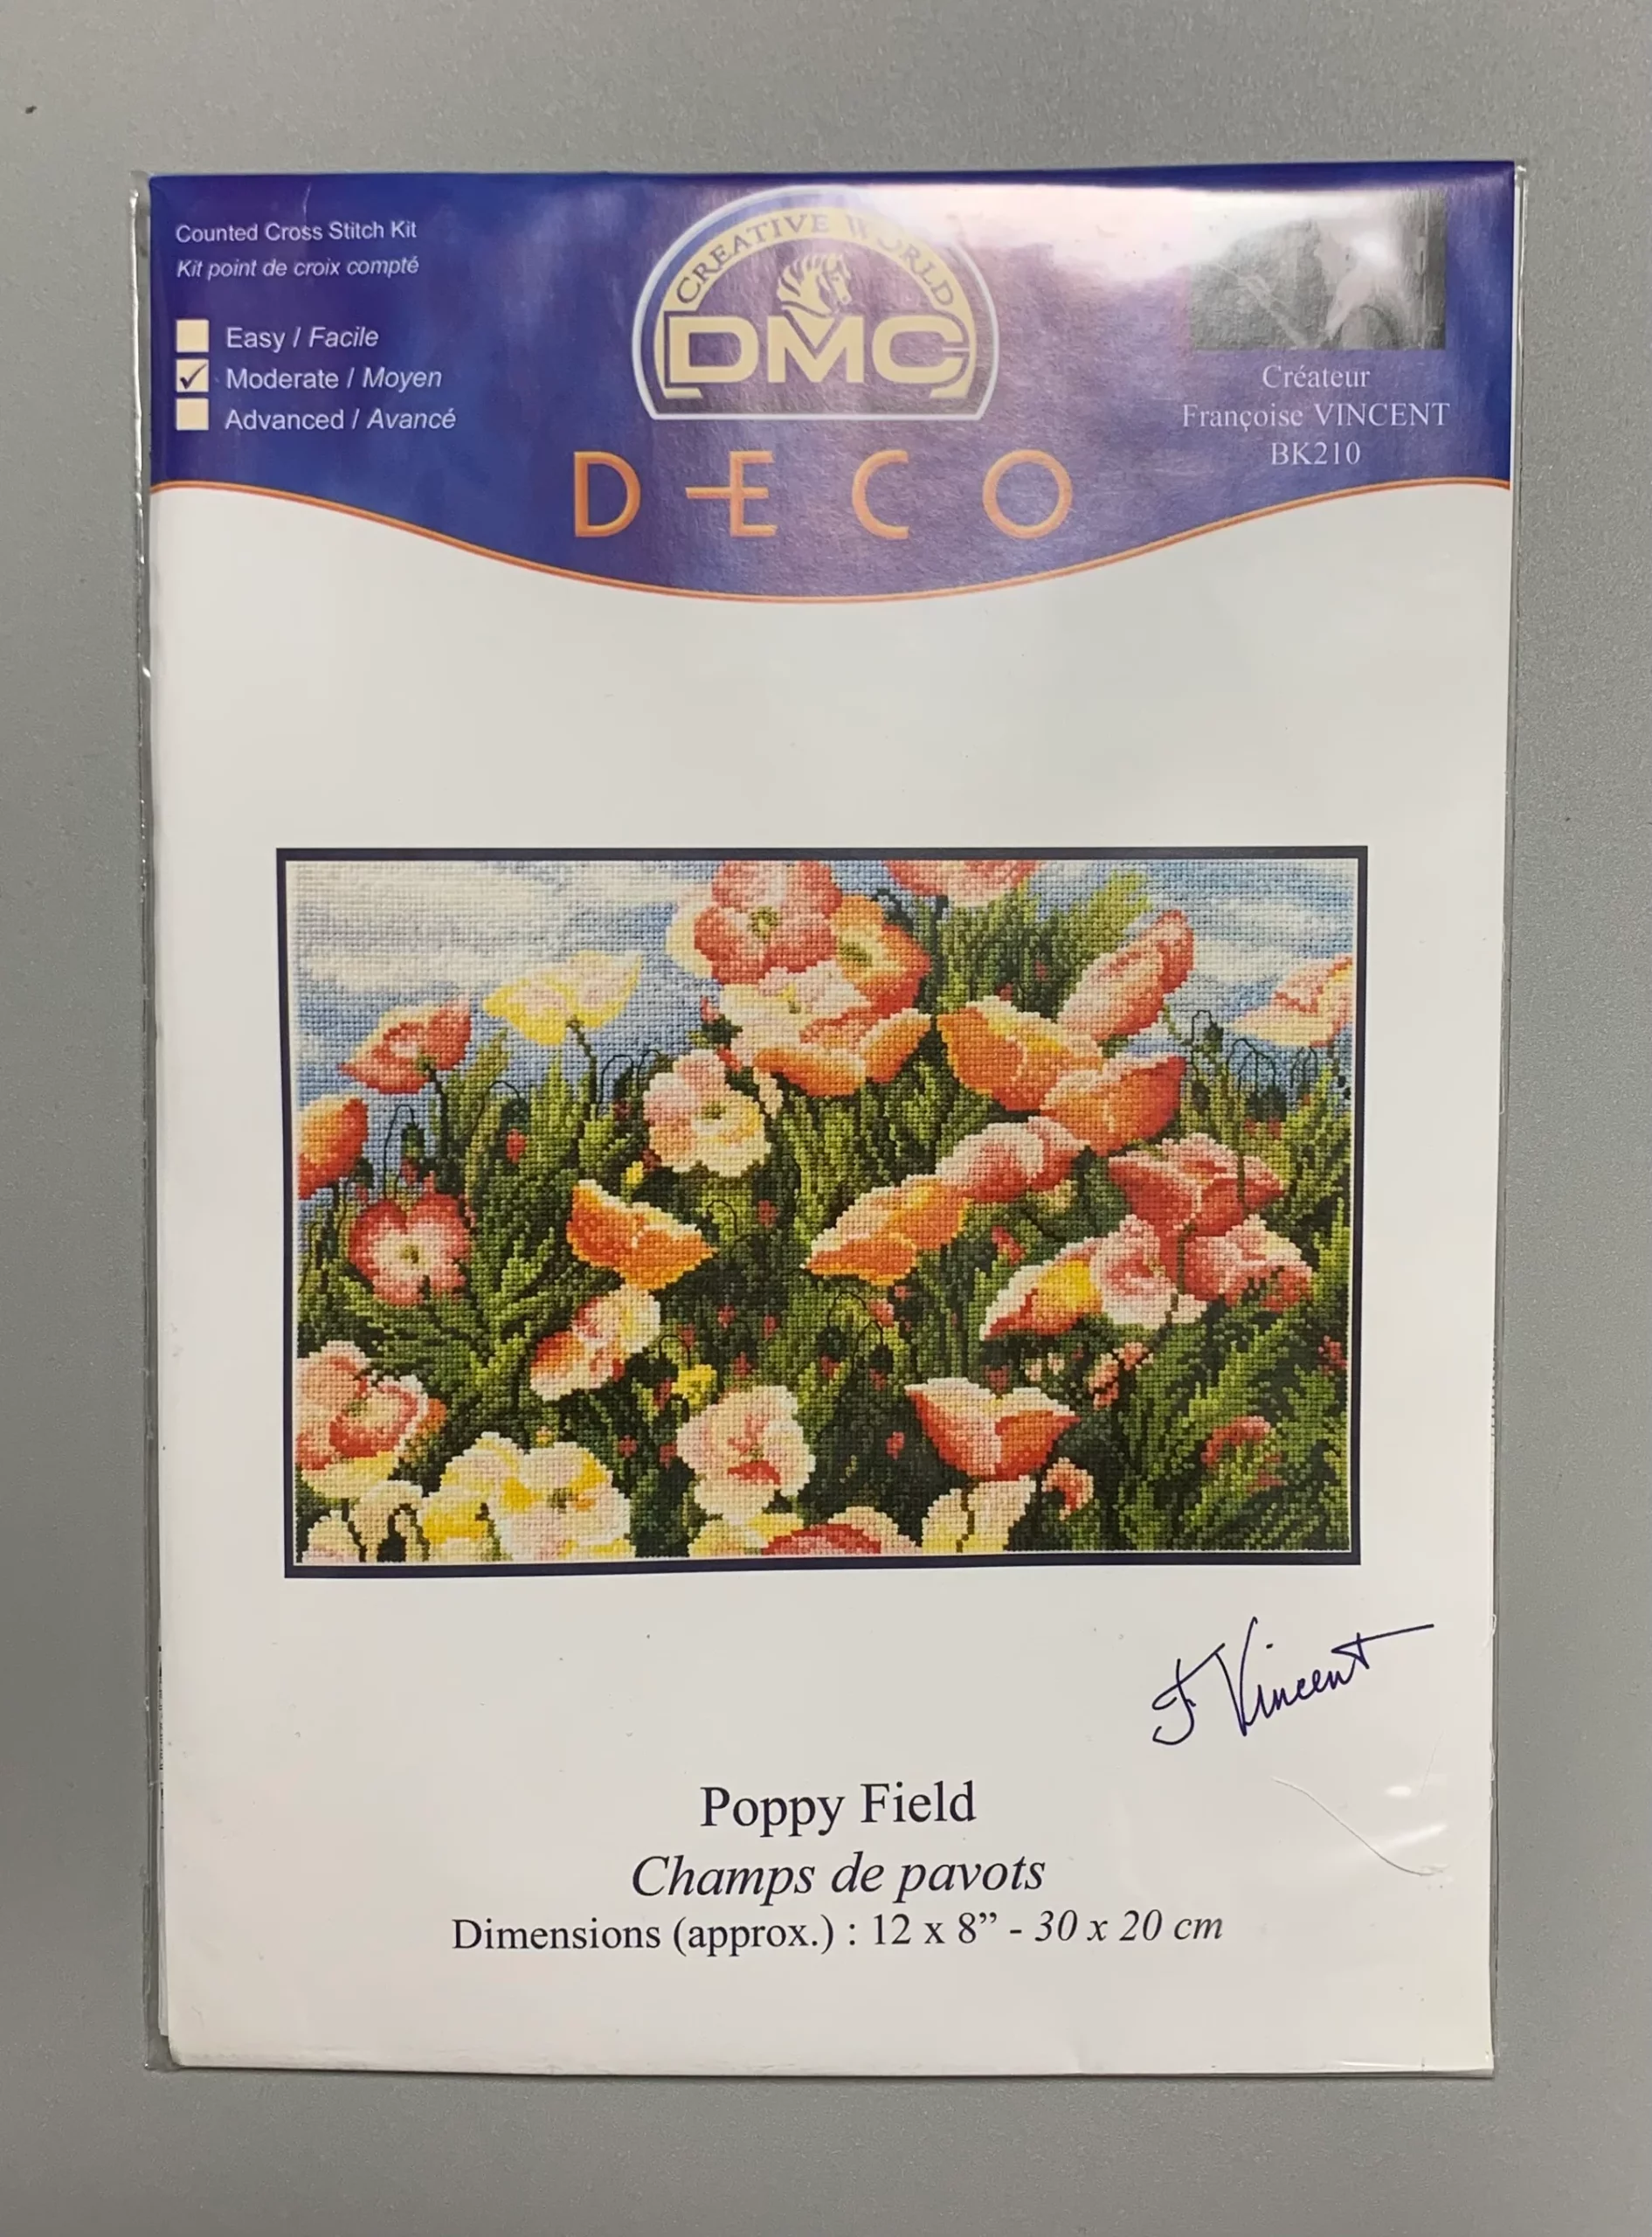 Counted Cross Stitch Kit
Kit point de croix compté
Easy / Facile
Moderate / Moyen
Advanced / Avancé
CREATIVE WORLD
DMC
DECO
Créateur
Françoise VINCENT
BK210
F Vincent
Poppy Field
Champs de pavots
Dimensions (approx.) : 12 x 8” - 30 x 20 cm